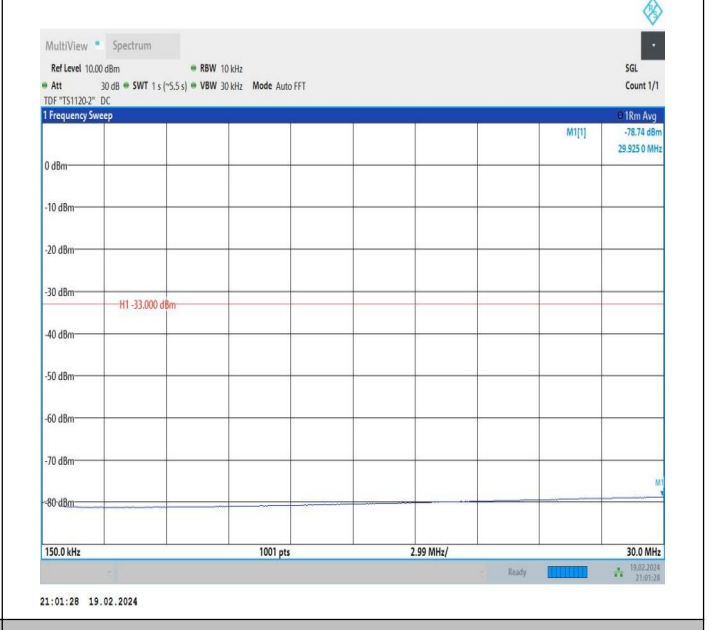 MultiView Spectrum
Ref Level 10.00 dBm RBW 10 kHz SGL
Att 30 dB SWT 1 s (~5.5 s) VBW 30 kHz Mode Auto FFT Count 1/1
TDF "TS1120-2" DC
1 Frequency Sweep 1Rm Avg
M1[1] -78.74 dBm
29.925 0 MHz
0 dBm
-10 dBm
-20 dBm
-30 dBm
H1 -33.000 dBm
-40 dBm
-50 dBm
-60 dBm
-70 dBm
M1
-80 dBm
150.0 kHz 1001 pts 2.99 MHz/ 30.0 MHz
Ready 19.02.2024
21:01:28
21:01:28 19.02.2024